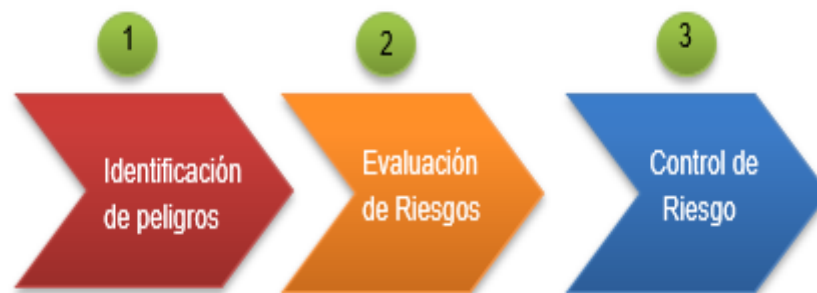 1
Identificación
de peligros
2
Evaluación
de Riesgos
3
Control de
Riesgo